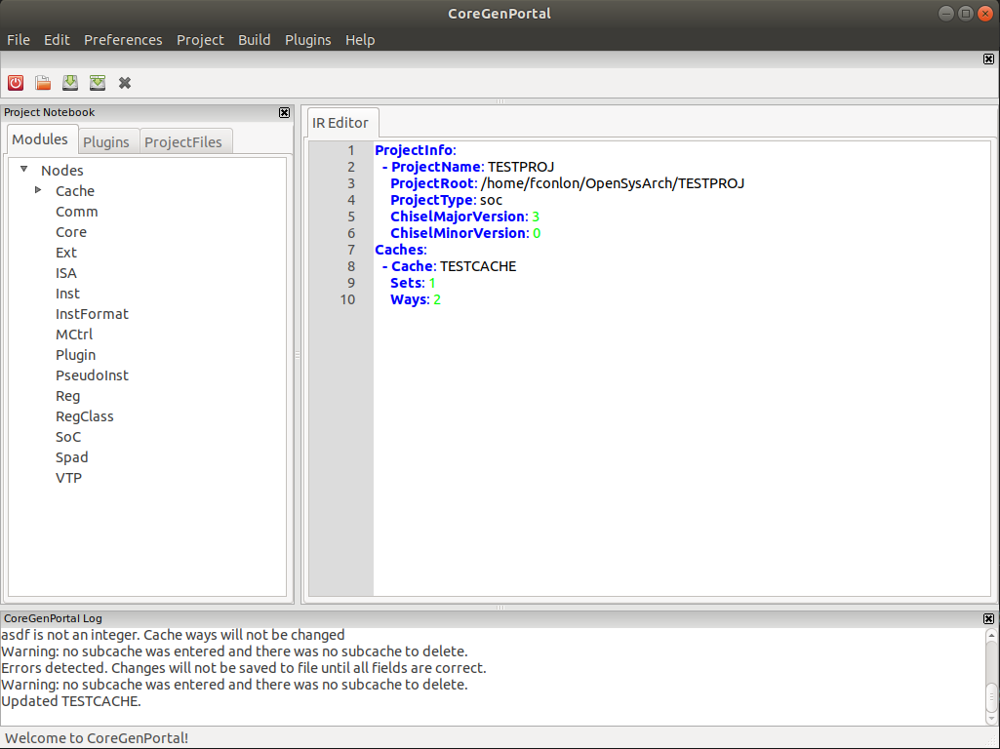 CoreGenPortal
File Edit Preferences Project Build Plugins Help
Project Notebook
Modules Plugins ProjectFiles
Nodes
Cache
Comm
Core
Ext
ISA
Inst
InstFormat
MCtrl
Plugin
PseudoInst
Reg
RegClass
SoC
Spad
VTP
IR Editor
1 ProjectInfo:
2 - ProjectName: TESTPROJ
3 ProjectRoot: /home/fconlon/OpenSysArch/TESTPROJ
4 ProjectType: soc
5 ChiselMajorVersion: 3
6 ChiselMinorVersion: 0
7 Caches:
8 - Cache: TESTCACHE
9 Sets: 1
10 Ways: 2
CoreGenPortal Log
asdf is not an integer. Cache ways will not be changed
Warning: no subcache was entered and there was no subcache to delete.
Errors detected. Changes will not be saved to file until all fields are correct.
Warning: no subcache was entered and there was no subcache to delete.
Updated TESTCACHE.
Welcome to CoreGenPortal!